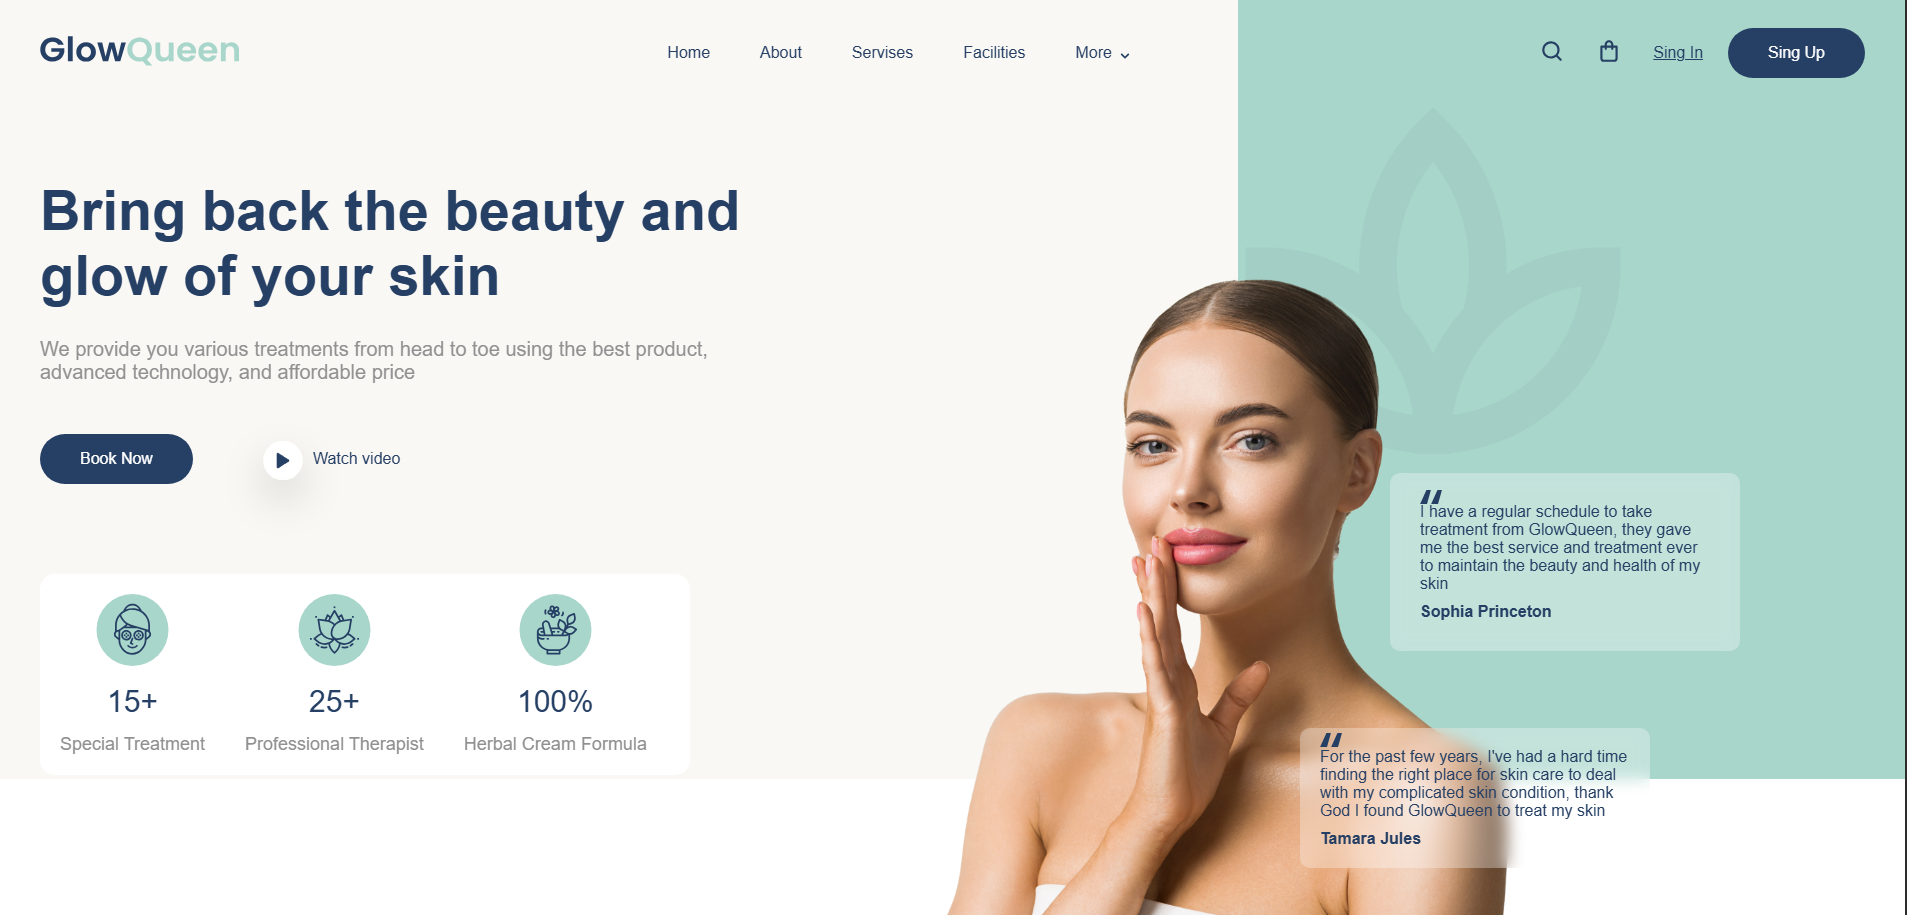 GlowQueen
Home
About
Servises
Facilities
More
Sing In
Sing Up
Bring back the beauty and
glow of your skin
We provide you various treatments from head to toe using the best product,
advanced technology, and affordable price
Book Now
Watch video
I have a regular schedule to take
treatment from GlowQueen, they gave
me the best service and treatment ever
to maintain the beauty and health of my
skin
Sophia Princeton
15+
Special Treatment
25+
Professional Therapist
100%
Herbal Cream Formula
For the past few years, I've had a hard time
finding the right place for skin care to deal
with my complicated skin condition, thank
God I found GlowQueen to treat my skin
Tamara Jules